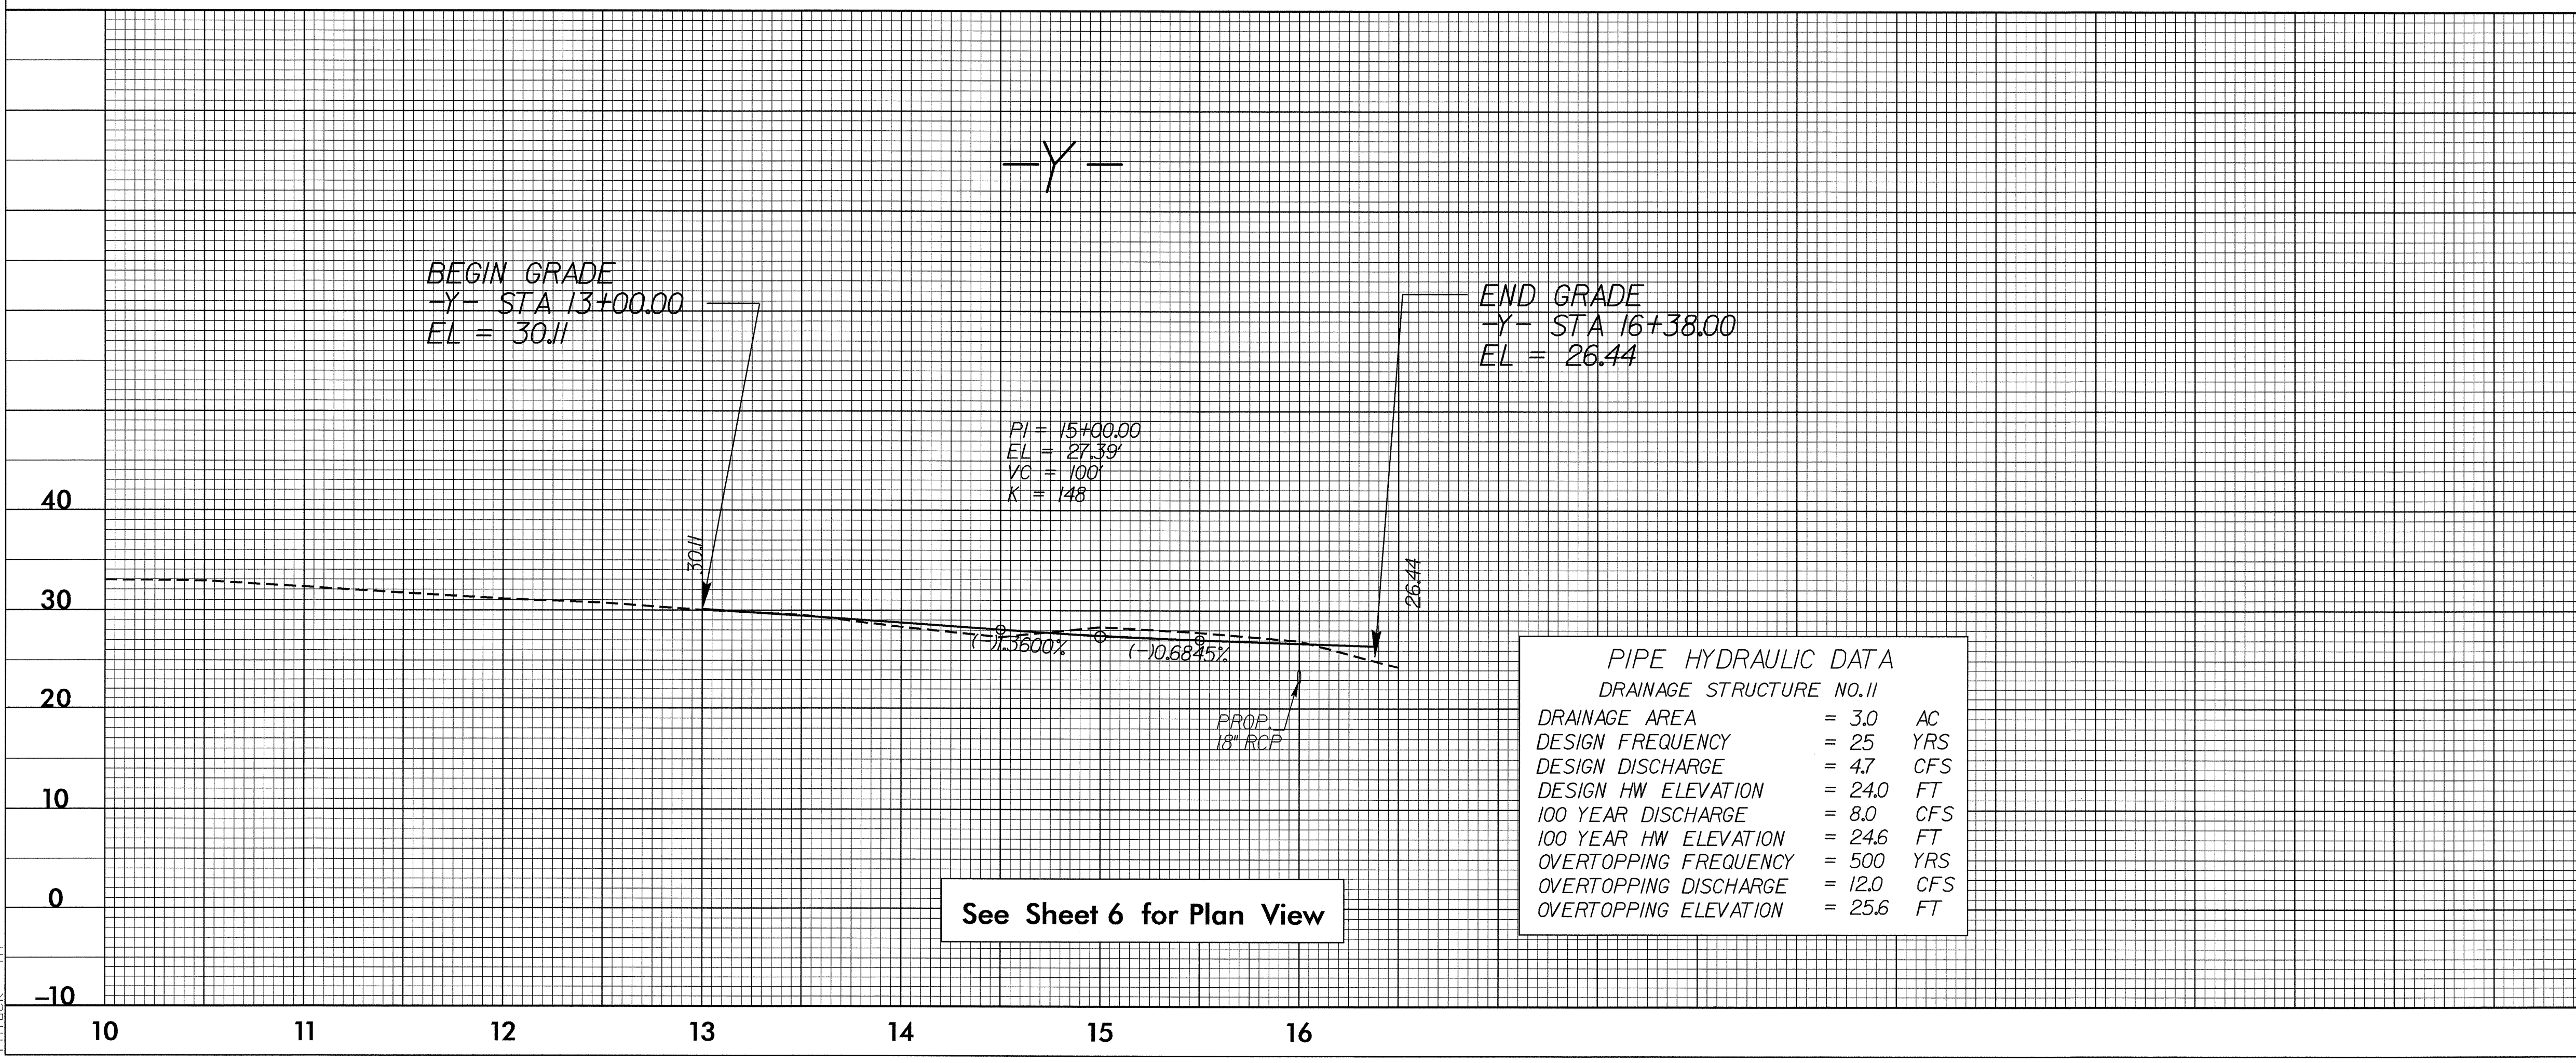 -Y-
BEGIN GRADE
-Y- STA 13+00.00
EL = 30.11
END GRADE
-Y- STA 16+38.00
EL = 26.44
PI = 15+00.00
EL = 27.39'
VC = 100'
K = 148
30.11
26.44
(-)1.3600%
(-)0.6845%
PROP.
18" RCP
40
30
20
10
0
-10
PIPE HYDRAULIC DATA
DRAINAGE STRUCTURE NO.11
DRAINAGE AREA = 3.0 AC
DESIGN FREQUENCY = 25 YRS
DESIGN DISCHARGE = 4.7 CFS
DESIGN HW ELEVATION = 24.0 FT
100 YEAR DISCHARGE = 8.0 CFS
100 YEAR HW ELEVATION = 24.6 FT
OVERTOPPING FREQUENCY = 500 YRS
OVERTOPPING DISCHARGE = 12.0 CFS
OVERTOPPING ELEVATION = 25.6 FT
See Sheet 6 for Plan View
10 11 12 13 14 15 16